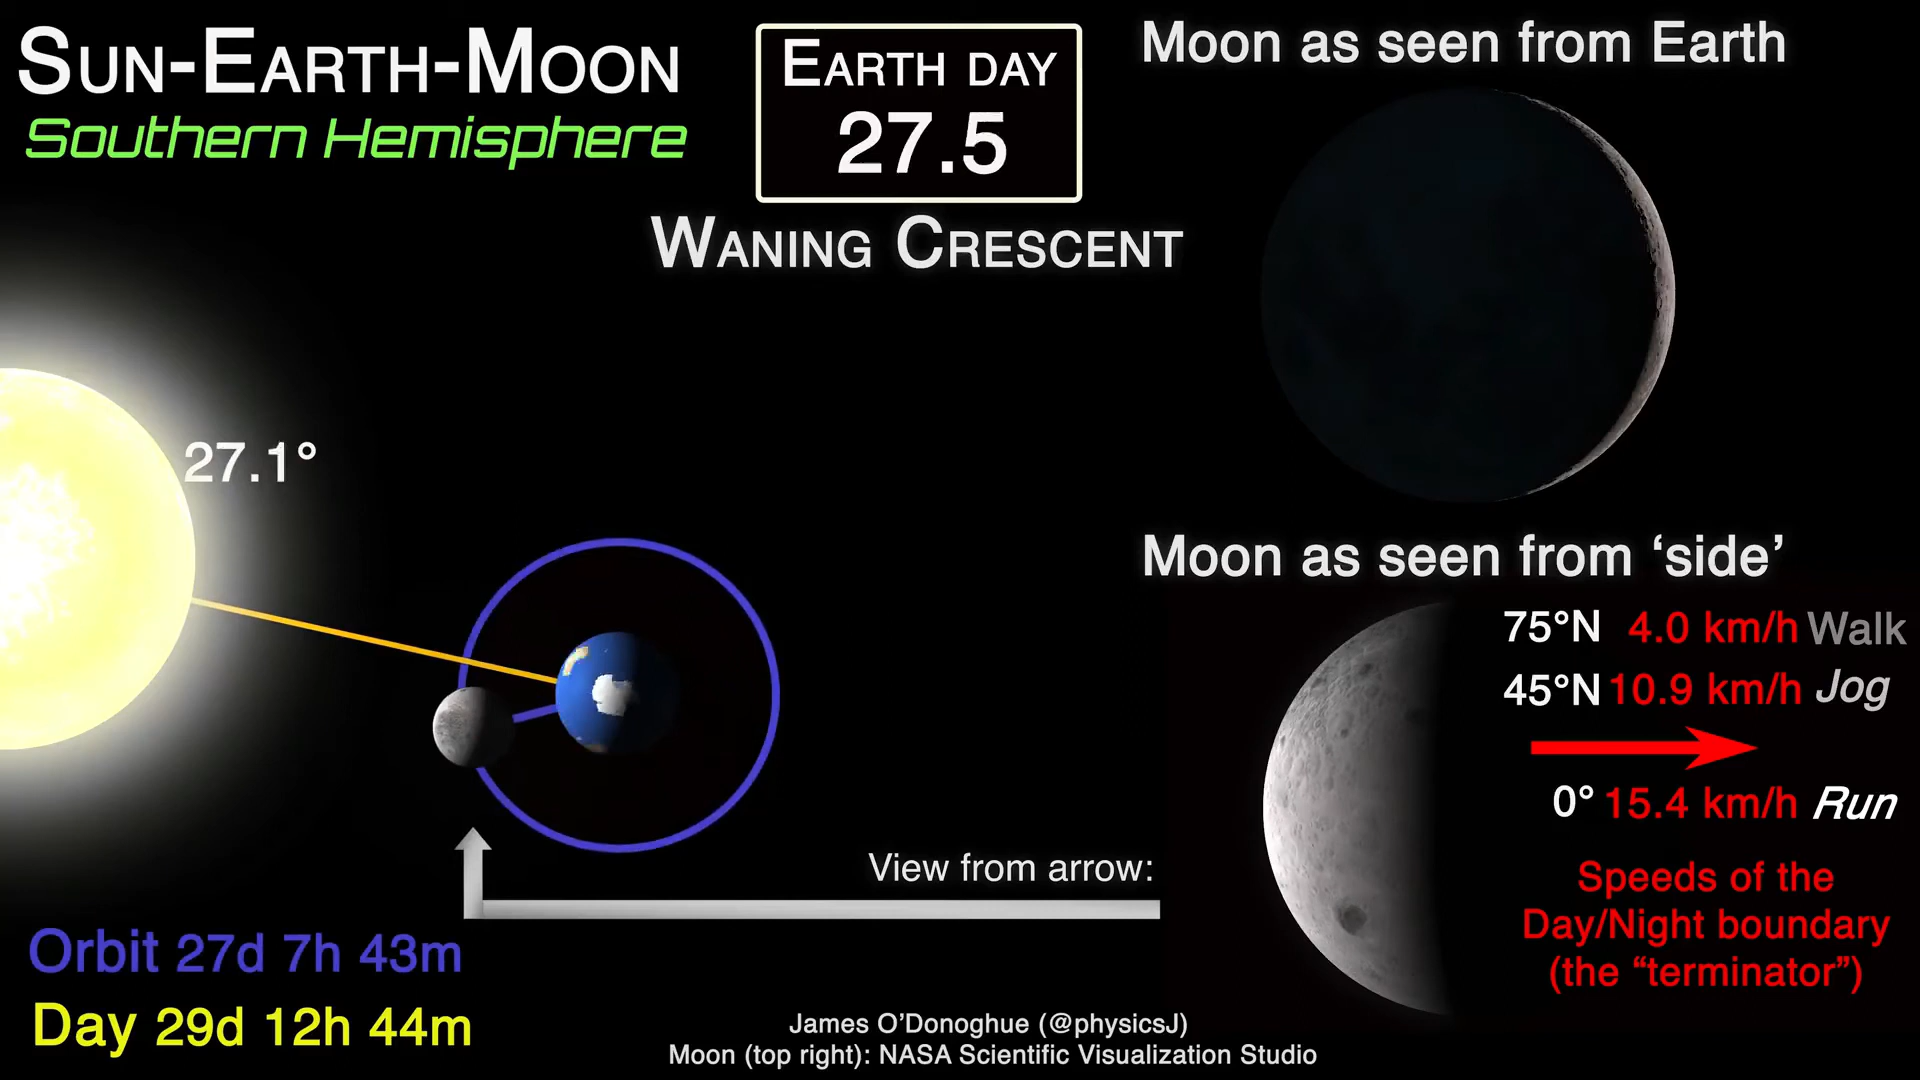 Sun-Earth-Moon
Southern Hemisphere
Earth day
27.5
Waning Crescent
Moon as seen from Earth
27.1°
Moon as seen from ‘side’
75°N 4.0 km/h Walk
45°N 10.9 km/h Jog
0° 15.4 km/h Run
Speeds of the
Day/Night boundary
(the “terminator”)
View from arrow:
Orbit 27d 7h 43m
Day 29d 12h 44m
James O’Donoghue (@physicsJ)
Moon (top right): NASA Scientific Visualization Studio